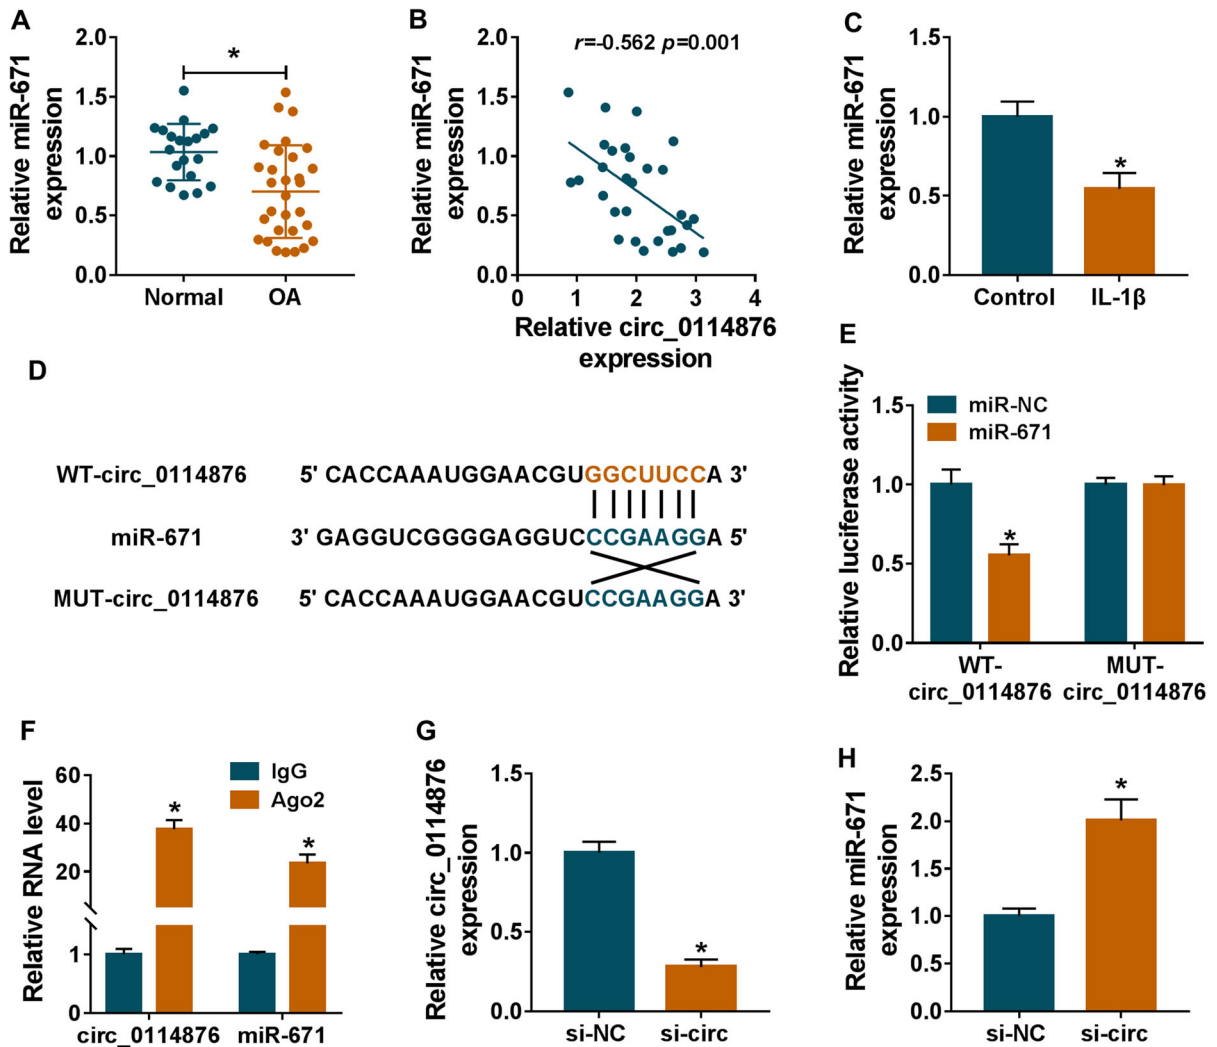 A
Relative miR-671
expression
2.0
1.5
1.0
0.5
0.0
*
Normal
OA
B
Relative miR-671
expression
2.0
1.5
1.0
0.5
0.0
r=-0.562 p=0.001
0
1
2
3
4
Relative circ_0114876
expression
C
Relative miR-671
expression
1.5
1.0
0.5
0.0
*
Control
IL-1β
D
WT-circ_0114876 5' CACCAAAUGGAACGUGGCUUCCA 3'
miR-671 3' GAGGUCGGGGAGGUCCCGAAGGA 5'
MUT-circ_0114876 5' CACCAAAUGGAACGUCCGAAGGA 3'
E
Relative luciferase activity
1.5
1.0
0.5
0.0
miR-NC
miR-671
*
WT-
circ_0114876
MUT-
circ_0114876
F
Relative RNA level
60
40
20
1
0
IgG
Ago2
*
*
circ_0114876
miR-671
G
Relative circ_0114876
expression
1.5
1.0
0.5
0.0
*
si-NC
si-circ
H
Relative miR-671
expression
2.5
2.0
1.5
1.0
0.5
0.0
*
si-NC
si-circ